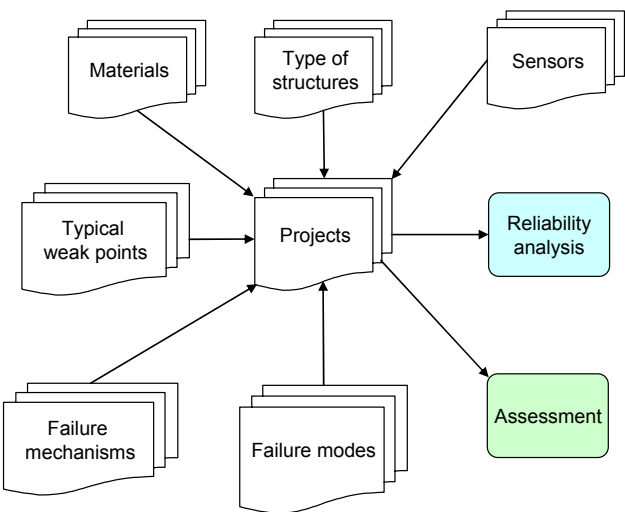 Materials
Type of
structures
Sensors
Typical
weak points
Projects
Reliability
analysis
Failure
mechanisms
Failure modes
Assessment